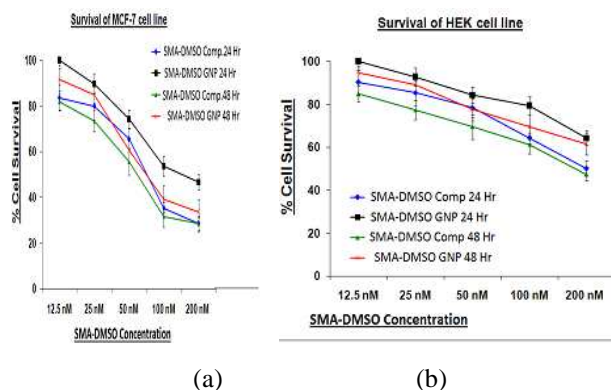 Survival of MCF-7 cell line
SMA-DMSO Comp.24 Hr
SMA-DMSO GNP 24 Hr
SMA-DMSO Comp.48 Hr
SMA-DMSO GNP 48 Hr
% Cell Survival
100
80
60
40
20
0
12.5 nM 25 nM 50 nM 100 nM 200 nM
SMA-DMSO Concentration
(a)
Survival of HEK cell line
% Cell Survival
100
80
60
40
20
0
SMA-DMSO Comp 24 Hr
SMA-DMSO GNP 24 Hr
SMA-DMSO Comp 48 Hr
SMA-DMSO GNP 48 Hr
12.5 nM 25 nM 50 nM 100 nM 200 nM
SMA-DMSO Concentration
(b)